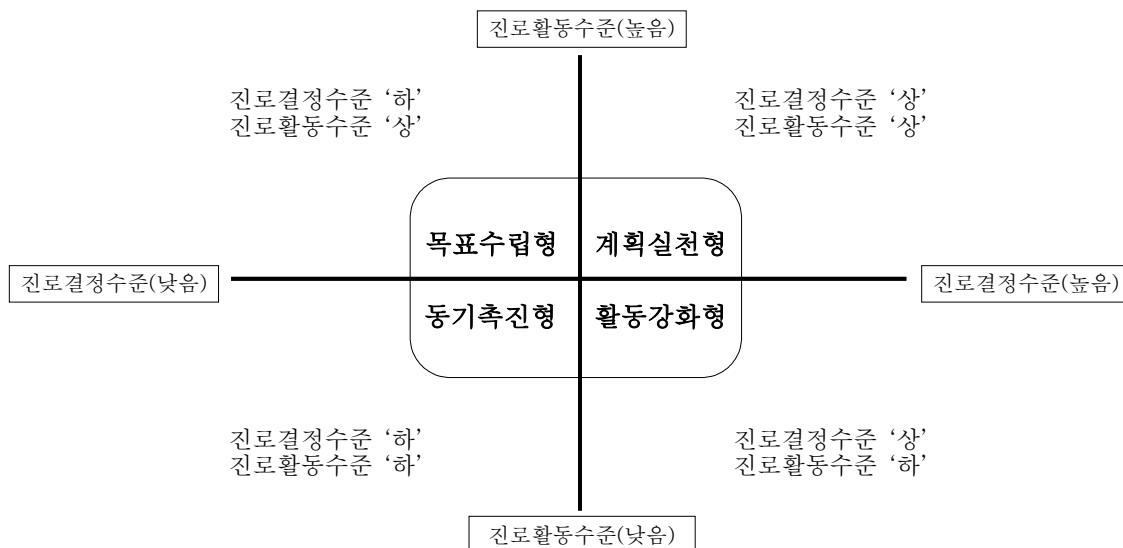 진로활동수준(높음)
진로결정수준 ‘하’
진로활동수준 ‘상’
진로결정수준 ‘상’
진로활동수준 ‘상’
목표수립형
계획실천형
진로결정수준(낮음)
진로결정수준(높음)
동기촉진형
활동강화형
진로결정수준 ‘하’
진로활동수준 ‘하’
진로결정수준 ‘상’
진로활동수준 ‘하’
진로활동수준(낮음)